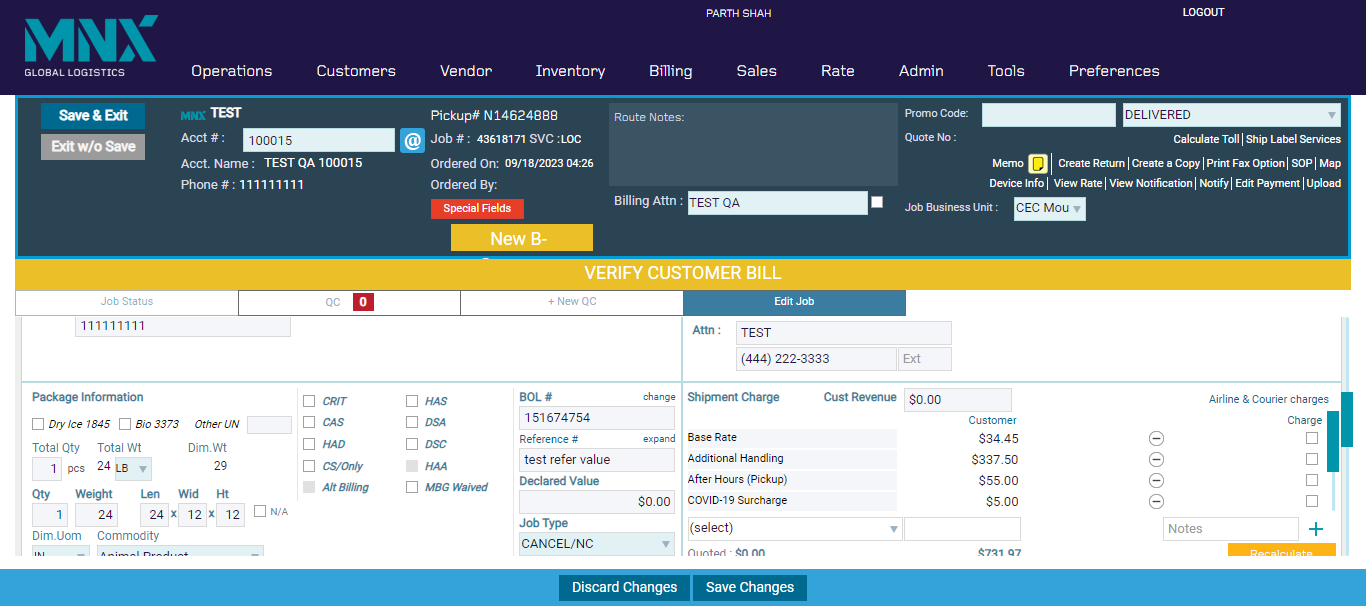 PARTH SHAH
LOGOUT
MNX
GLOBAL LOGISTICS
Operations Customers Vendor Inventory Billing Sales Rate Admin Tools Preferences
Save & Exit
Exit w/o Save
MNX TEST
Acct # : 100015 @
Acct. Name : TEST QA 100015
Phone # : 111111111
Pickup# N14624888
Job # : 43618171 SVC :LOC
Ordered On: 09/18/2023 04:26
Ordered By:
Special Fields
New B-
Route Notes:
Billing Attn : TEST QA
Promo Code: DELIVERED
Quote No :
Calculate Toll| Ship Label Services
Memo | Create Return| Create a Copy| Print Fax Option| SOP| Map
Device Info| View Rate| View Notification| Notify| Edit Payment| Upload
Job Business Unit : CEC Mou
VERIFY CUSTOMER BILL
Job Status QC 0 + New QC Edit Job
111111111
Attn : TEST
(444) 222-3333 Ext
Package Information
Dry Ice 1845 Bio 3373 Other UN
Total Qty Total Wt Dim.Wt
1 pcs 24 LB 29
Qty Weight Len Wid Ht
1 24 24 x 12 x 12 N/A
Dim.Uom Commodity
IN Animal Product
CRIT HAS
CAS DSA
HAD DSC
CS/Only HAA
Alt Billing MBG Waived
BOL # change
151674754
Reference # expand
test refer value
Declared Value
$0.00
Job Type
CANCEL/NC
Shipment Charge Cust Revenue $0.00 Airline & Courier charges
Customer Charge
Base Rate $34.45
Additional Handling $337.50
After Hours (Pickup) $55.00
COVID-19 Surcharge $5.00
(select) Notes +
Quoted : $0.00 $731.97 Recalculate
Discard Changes Save Changes